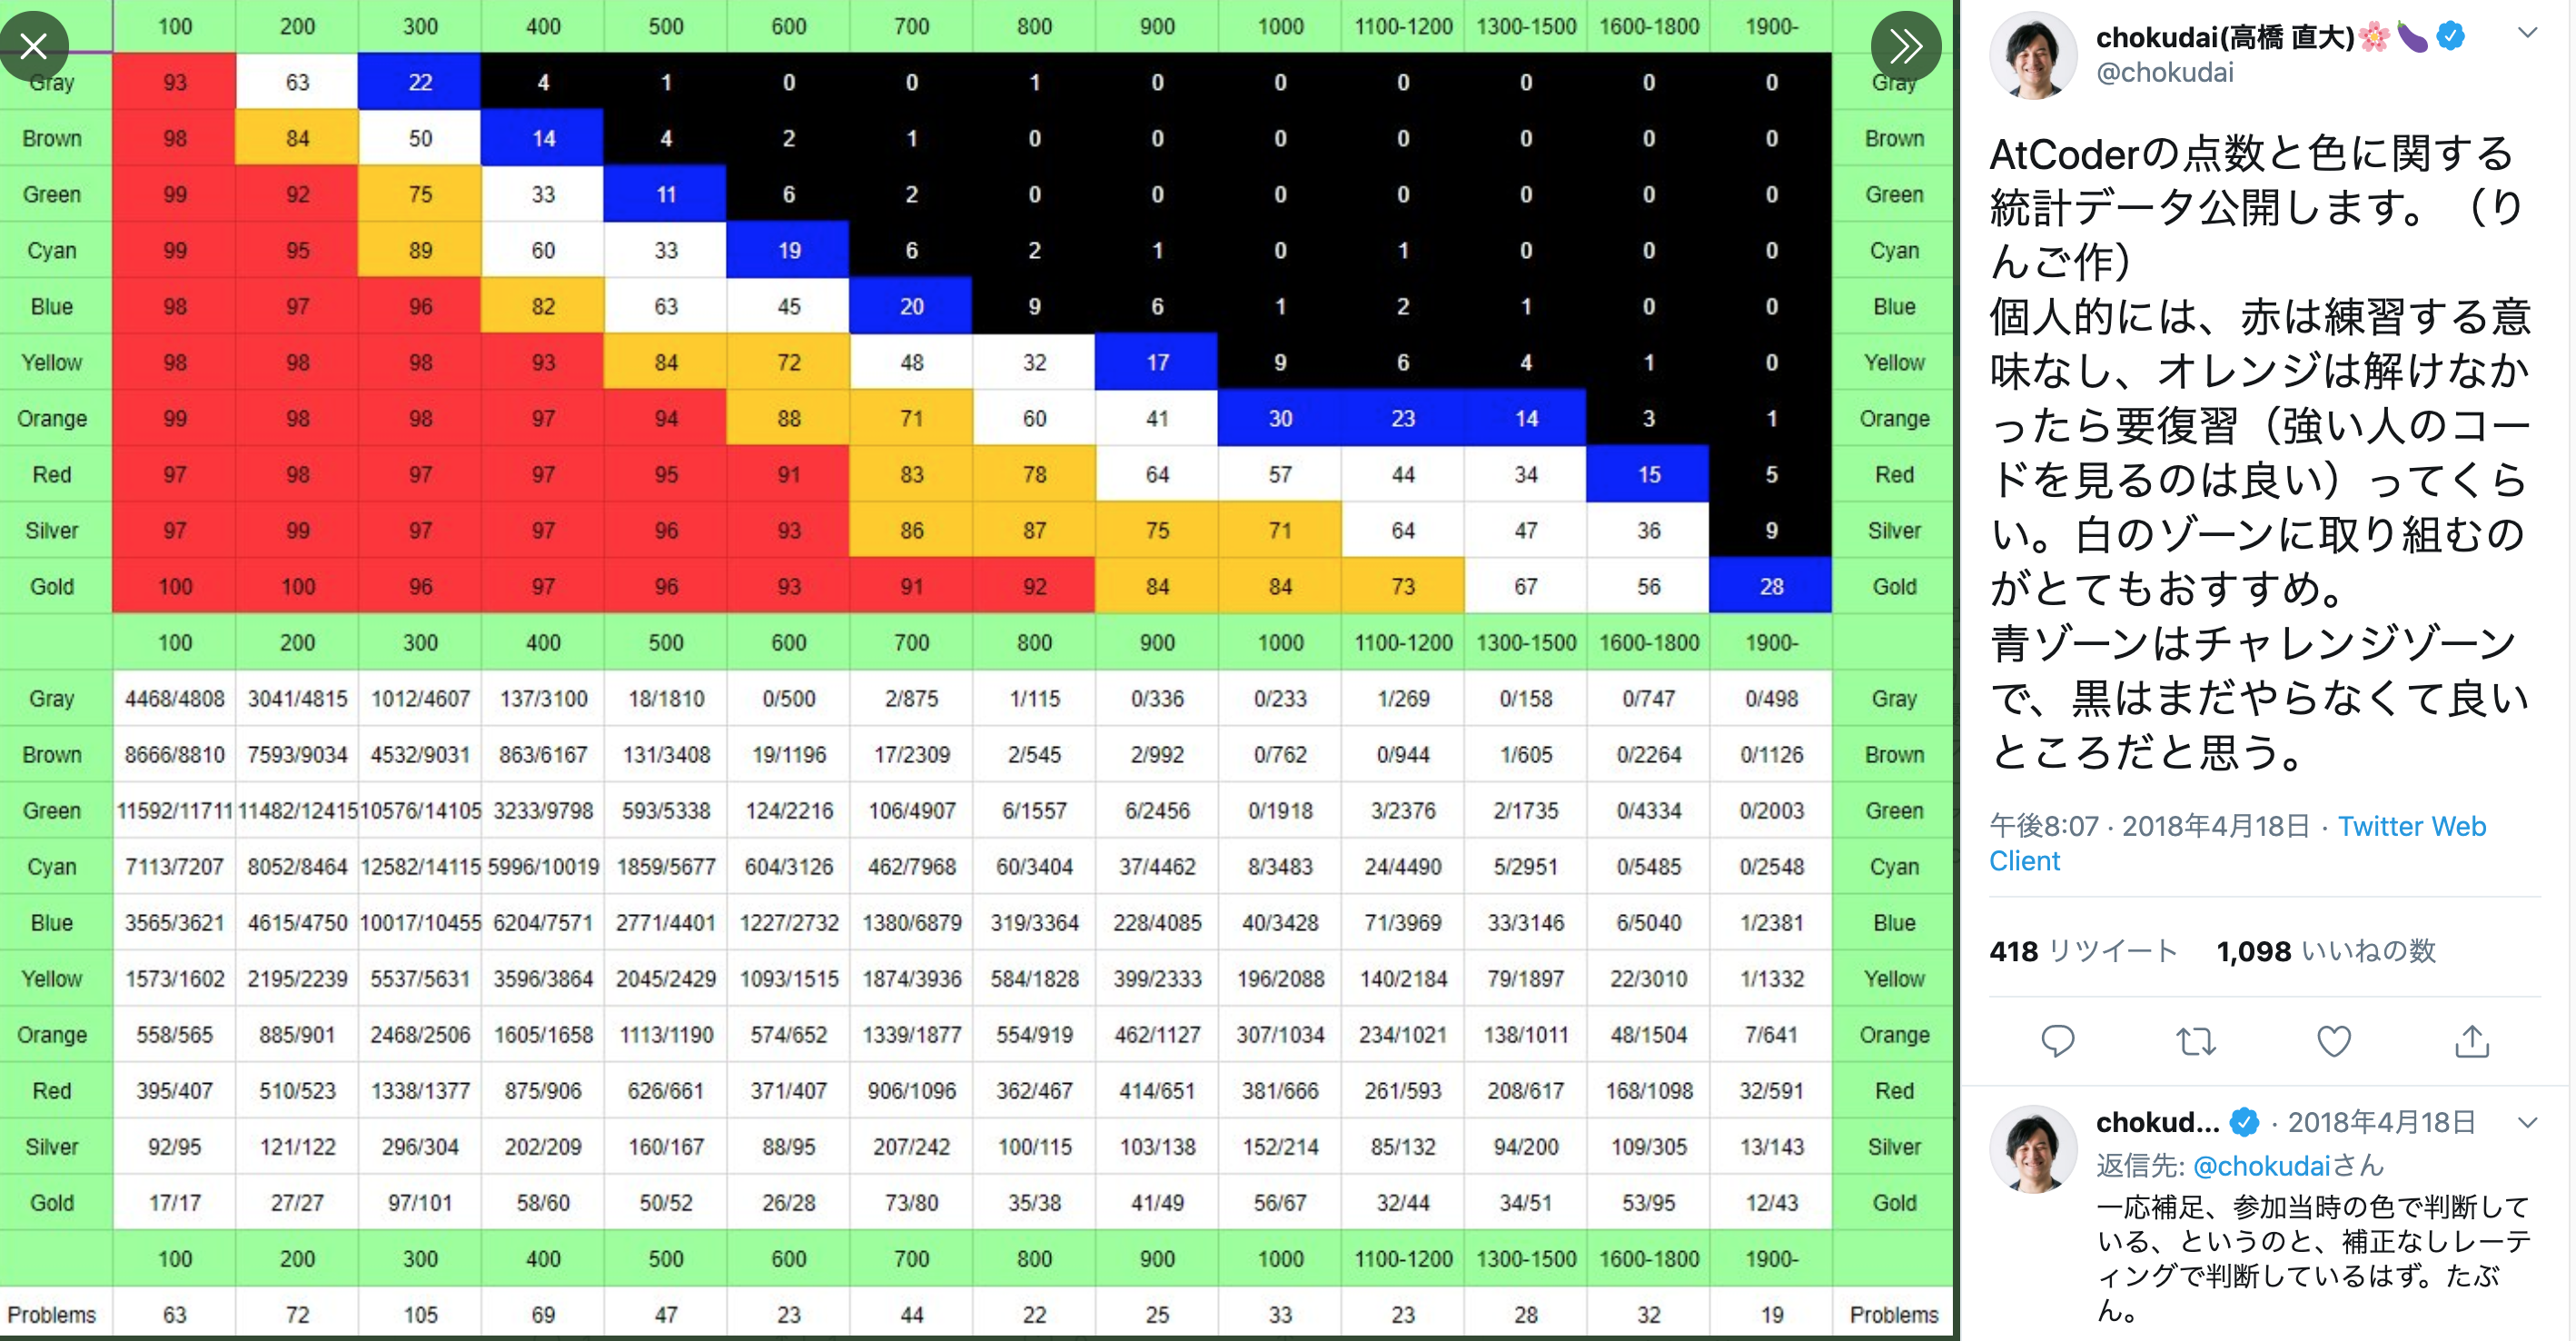 100 200 300 400 500 600 700 800 900 1000 1100-1200 1300-1500 1600-1800 1900-
Gray 93 63 22 4 1 0 0 1 0 0 0 0 0 0 Gray
Brown 98 84 50 14 4 2 1 0 0 0 0 0 0 0 Brown
Green 99 92 75 33 11 6 2 0 0 0 0 0 0 0 Green
Cyan 99 95 89 60 33 19 6 2 1 0 1 0 0 0 Cyan
Blue 98 97 96 82 63 45 20 9 6 1 2 1 0 0 Blue
Yellow 98 98 98 93 84 72 48 32 17 9 6 4 1 0 Yellow
Orange 99 98 98 97 94 88 71 60 41 30 23 14 3 1 Orange
Red 97 98 97 97 95 91 83 78 64 57 44 34 15 5 Red
Silver 97 99 97 97 96 93 86 87 75 71 64 47 36 9 Silver
Gold 100 100 96 97 96 93 91 92 84 84 73 67 56 28 Gold
100 200 300 400 500 600 700 800 900 1000 1100-1200 1300-1500 1600-1800 1900-
Gray 4468/4808 3041/4815 1012/4607 137/3100 18/1810 0/500 2/875 1/115 0/336 0/233 1/269 0/158 0/747 0/498 Gray
Brown 8666/8810 7593/9034 4532/9031 863/6167 131/3408 19/1196 17/2309 2/545 2/992 0/762 0/944 1/605 0/2264 0/1126 Brown
Green 11592/11711 11482/12415 10576/14105 3233/9798 593/5338 124/2216 106/4907 6/1557 6/2456 0/1918 3/2376 2/1735 0/4334 0/2003 Green
Cyan 7113/7207 8052/8464 12582/14115 5996/10019 1859/5677 604/3126 462/7968 60/3404 37/4462 8/3483 24/4490 5/2951 0/5485 0/2548 Cyan
Blue 3565/3621 4615/4750 10017/10455 6204/7571 2771/4401 1227/2732 1380/6879 319/3364 228/4085 40/3428 71/3969 33/3146 6/5040 1/2381 Blue
Yellow 1573/1602 2195/2239 5537/5631 3596/3864 2045/2429 1093/1515 1874/3936 584/1828 399/2333 196/2088 140/2184 79/1897 22/3010 1/1332 Yellow
Orange 558/565 885/901 2468/2506 1605/1658 1113/1190 574/652 1339/1877 554/919 462/1127 307/1034 234/1021 138/1011 48/1504 7/641 Orange
Red 395/407 510/523 1338/1377 875/906 626/661 371/407 906/1096 362/467 414/651 381/666 261/593 208/617 168/1098 32/591 Red
Silver 92/95 121/122 296/304 202/209 160/167 88/95 207/242 100/115 103/138 152/214 85/132 94/200 109/305 13/143 Silver
Gold 17/17 27/27 97/101 58/60 50/52 26/28 73/80 35/38 41/49 56/67 32/44 34/51 53/95 12/43 Gold
100 200 300 400 500 600 700 800 900 1000 1100-1200 1300-1500 1600-1800 1900-
Problems 63 72 105 69 47 23 44 22 25 33 23 28 32 19 Problems
chokudai(高橋 直大)🌸🍆
@chokudai
AtCoderの点数と色に関する
統計データ公開します。（り
んご作）
個人的には、赤は練習する意
味なし、オレンジは解けなか
ったら要復習（強い人のコー
ドを見るのは良い）ってくら
い。白のゾーンに取り組むの
がとてもおすすめ。
青ゾーンはチャレンジゾーン
で、黒はまだやらなくて良い
ところだと思う。
午後8:07 · 2018年4月18日 · Twitter Web
Client
418 リツイート 1,098 いいねの数
chokud... · 2018年4月18日
返信先: @chokudaiさん
一応補足、参加当時の色で判断して
いる、というのと、補正なしレーテ
ィングで判断しているはず。たぶ
ん。